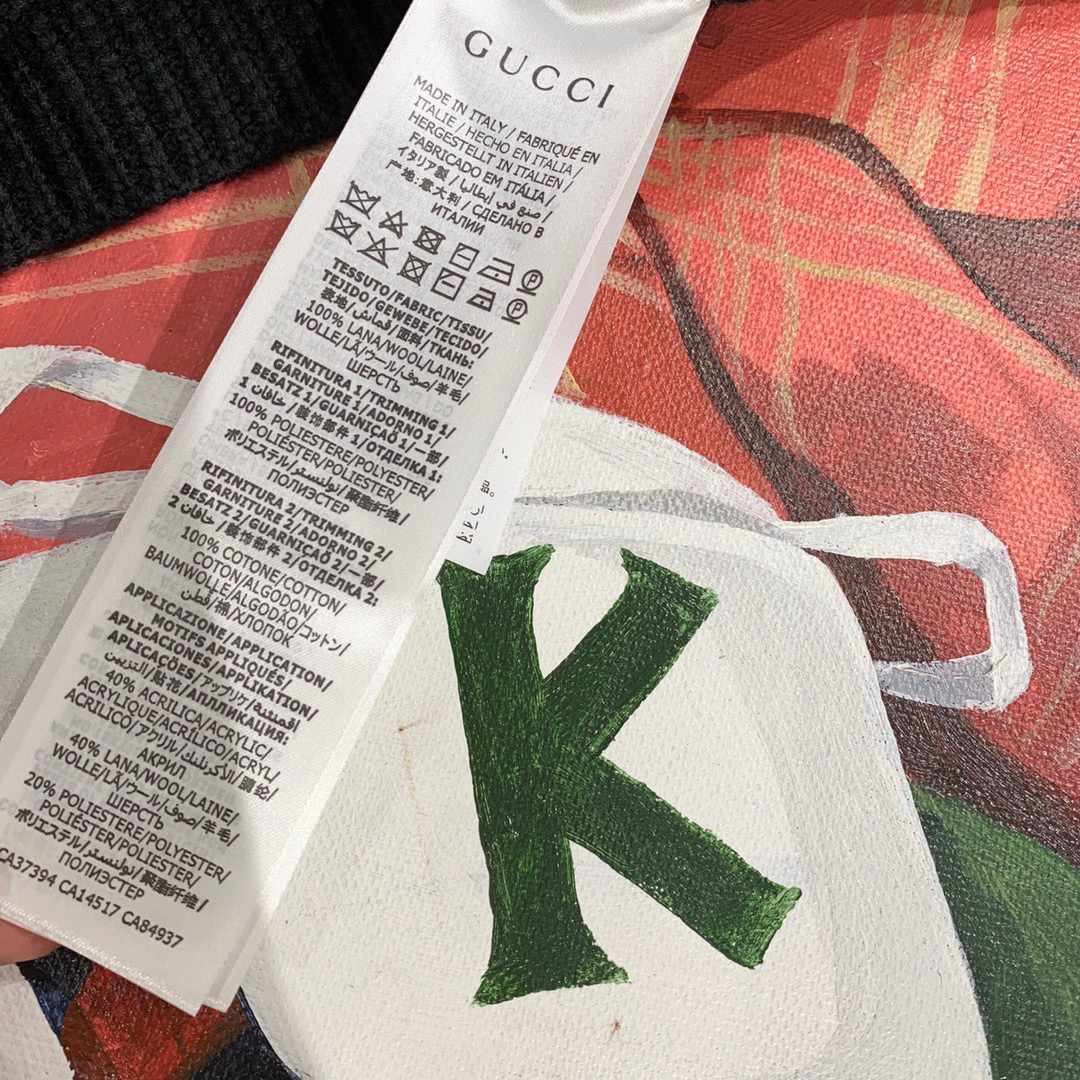 GUCCI
MADE IN ITALY / FABRIQUÉ EN
ITALIE / HECHO EN ITALIA /
HERGESTELLT IN ITALIEN /
FABRICADO EM ITÁLIA /
イタリア製 / صنع في إيطاليا /
产地:意大利 / СДЕЛАНО В
ИТАЛИИ
TESSUTO/FABRIC/TISSU/
TEJIDO/GEWEBE/TECIDO/
表地/قماش/面料/ТКАНЬ:
100% LANA/WOOL/LAINE/
WOLLE/LÃ/ウール/صوف/羊毛/
ШЕРСТЬ
RIFINITURA 1/TRIMMING 1/
GARNITURE 1/ADORNO 1/
BESATZ 1/GUARNIÇÃO 1/一部/
1 حافات/装饰部件 1/ОТДЕЛКА 1:
100% POLIESTERE/POLYESTER/
POLIÉSTER/POLIESTER/
ポリエステル/بوليستر/聚酯纤维/
ПОЛИЭСТЕР
RIFINITURA 2/TRIMMING 2/
GARNITURE 2/ADORNO 2/
BESATZ 2/GUARNIÇÃO 2/一部/
2 حافات/装饰部件 2/ОТДЕЛКА 2:
100% COTONE/COTTON/
COTON/ALGODON/
BAUMWOLLE/ALGODÃO/コットン/
قطن/棉/ХЛОПОК
APPLICAZIONE/APPLICATION/
MOTIFS APPLIQUÉS/
APLICACIONES/APPLIKATION/
APLICAÇÕES/アップリケ/أقمشة
التزيين/贴花/АППЛИКАЦИЯ:
40% ACRILICA/ACRYLIC/
ACRYLIQUE/ACRÍLICO/ACRYL/
ACRÍLICO/アクリル/الأكريليك/腈纶/
АКРИЛ
40% LANA/WOOL/LAINE/
WOLLE/LÃ/ウール/صوف/羊毛/
ШЕРСТЬ
20% POLIESTERE/POLYESTER/
POLIÉSTER/POLIESTER/
ポリエステル/بوليستر/聚酯纤维/
ПОЛИЭСТЕР
CA37394 CA14517 CA84937
K